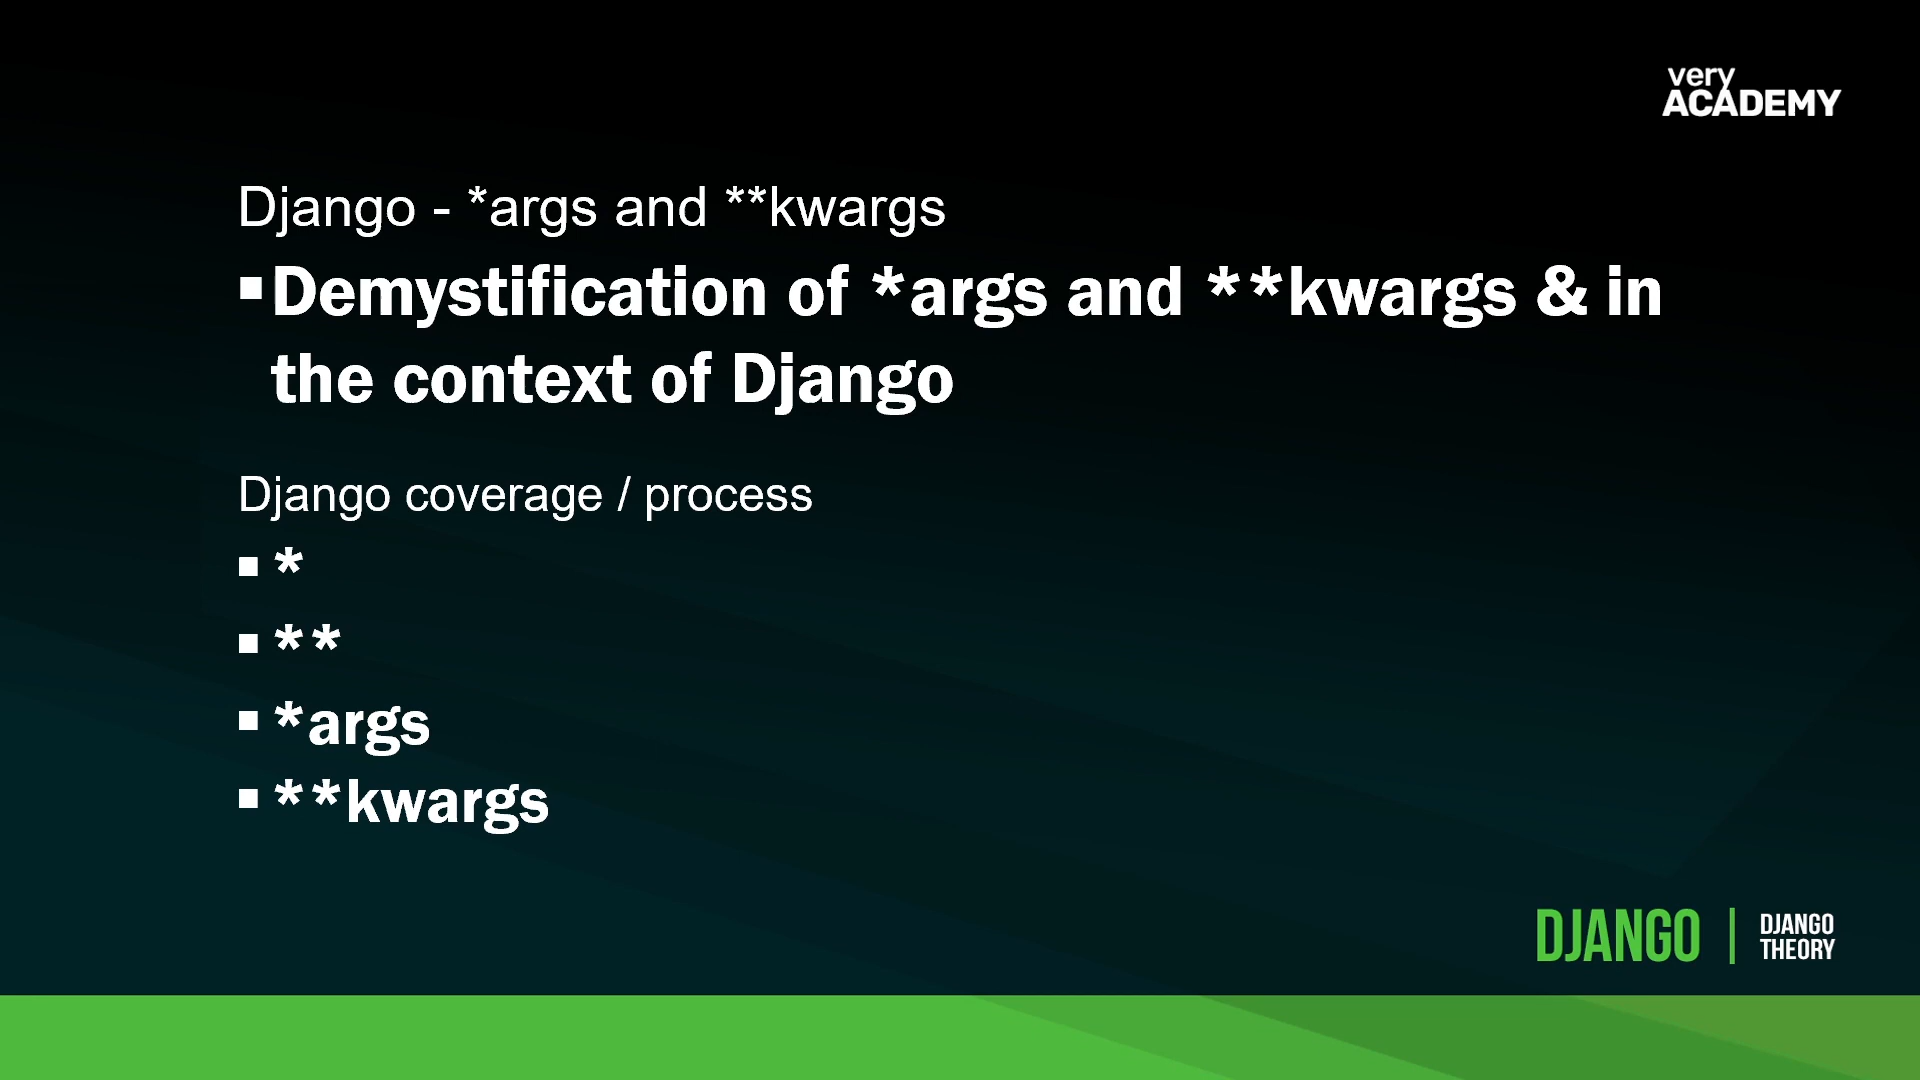 very
ACADEMY
Django - *args and **kwargs
▪Demystification of *args and **kwargs & in
the context of Django
Django coverage / process
▪ *
▪ **
▪ *args
▪ **kwargs
DJANGO | DJANGO
THEORY